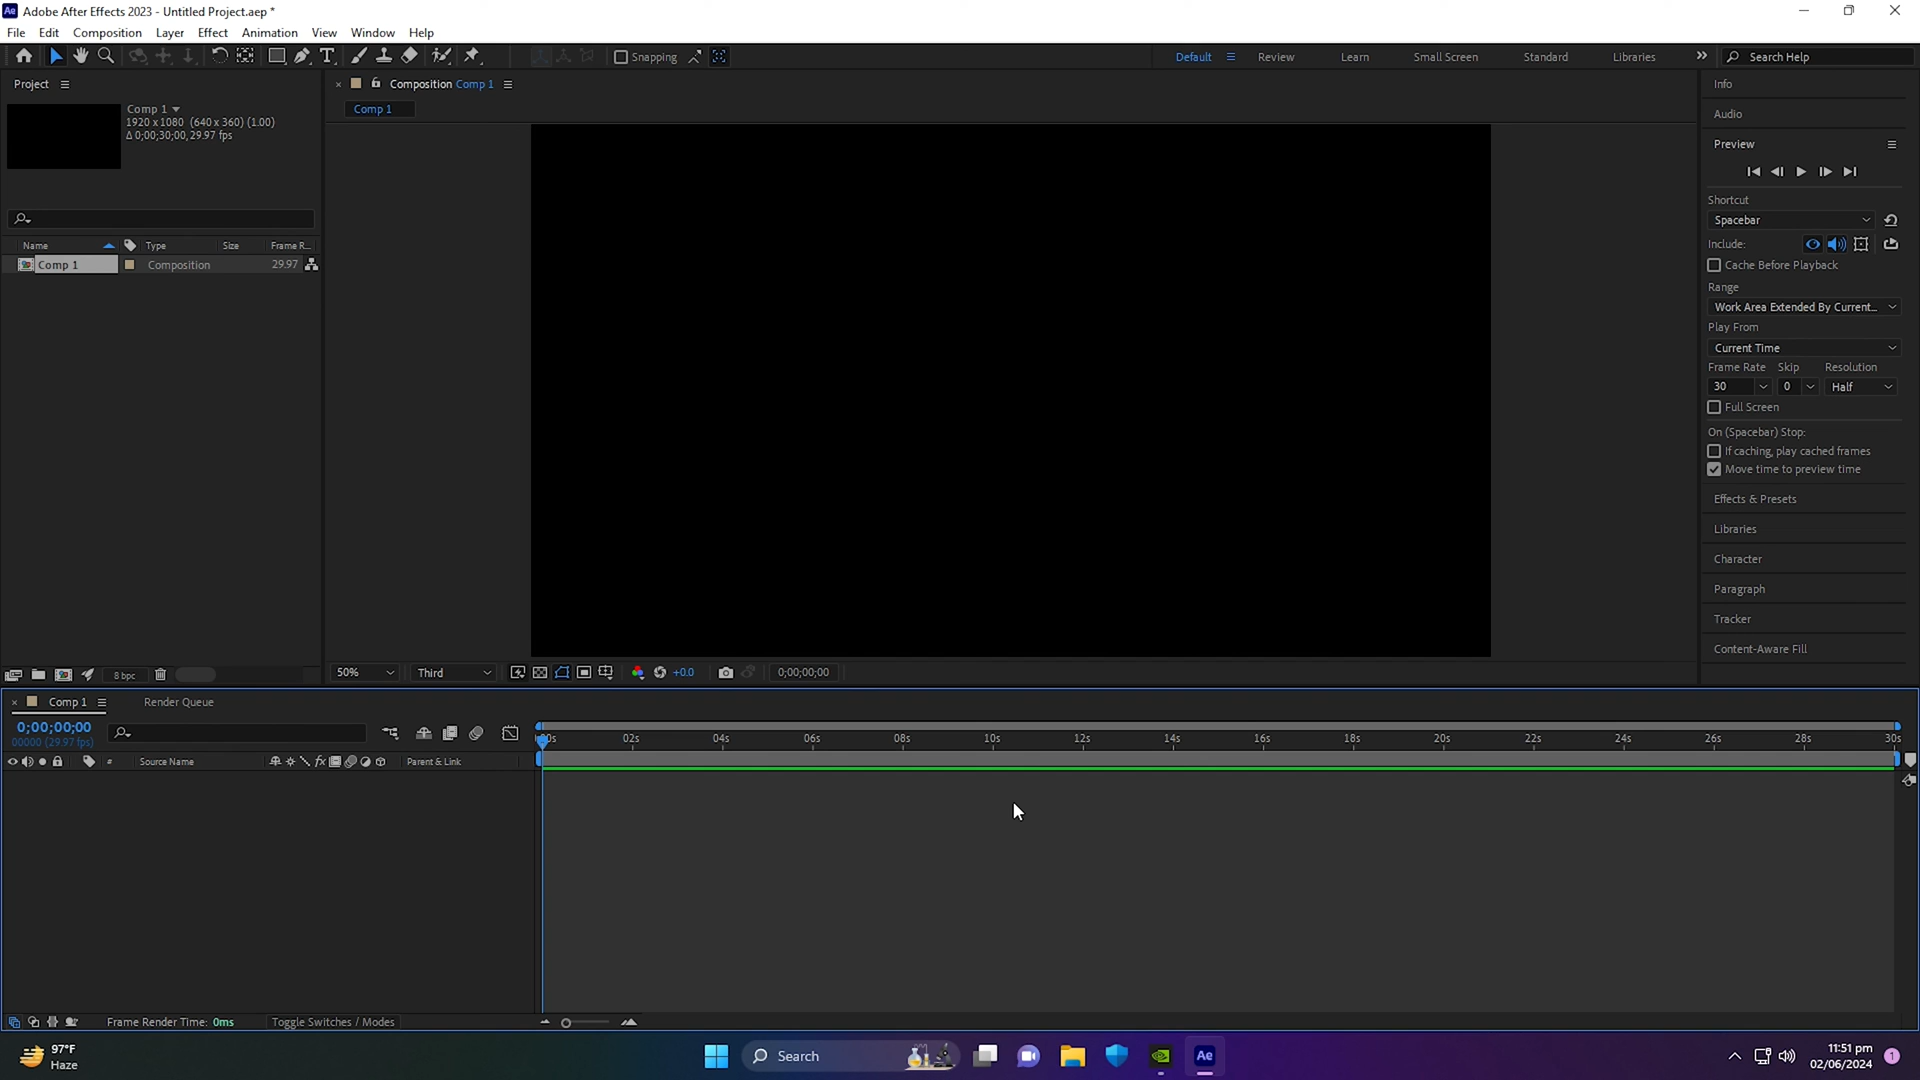 Ae Adobe After Effects 2023 - Untitled Project.aep *
File Edit Composition Layer Effect Animation View Window Help
Snapping
Default Review Learn Small Screen Standard Libraries Search Help
Project
Comp 1
1920 x 1080 (640 x 360) (1.00)
Δ 0;00;30;00, 29.97 fps
Name Type Size Frame R...
Comp 1 Composition 29.97
8 bpc
Composition Comp 1
Comp 1
50% Third +0.0 0;00;00;00
Info
Audio
Preview
Shortcut
Spacebar
Include:
Cache Before Playback
Range
Work Area Extended By Current...
Play From
Current Time
Frame Rate Skip Resolution
30 0 Half
Full Screen
On (Spacebar) Stop:
If caching, play cached frames
Move time to preview time
Effects & Presets
Libraries
Character
Paragraph
Tracker
Content-Aware Fill
Comp 1 Render Queue
0;00;00;00
00000 (29.97 fps)
02s 04s 06s 08s 10s 12s 14s 16s 18s 20s 22s 24s 26s 28s 30s
# Source Name fx Parent & Link
Frame Render Time: 0ms Toggle Switches / Modes
97°F
Haze
Search
Ae
11:51 pm
02/06/2024
1